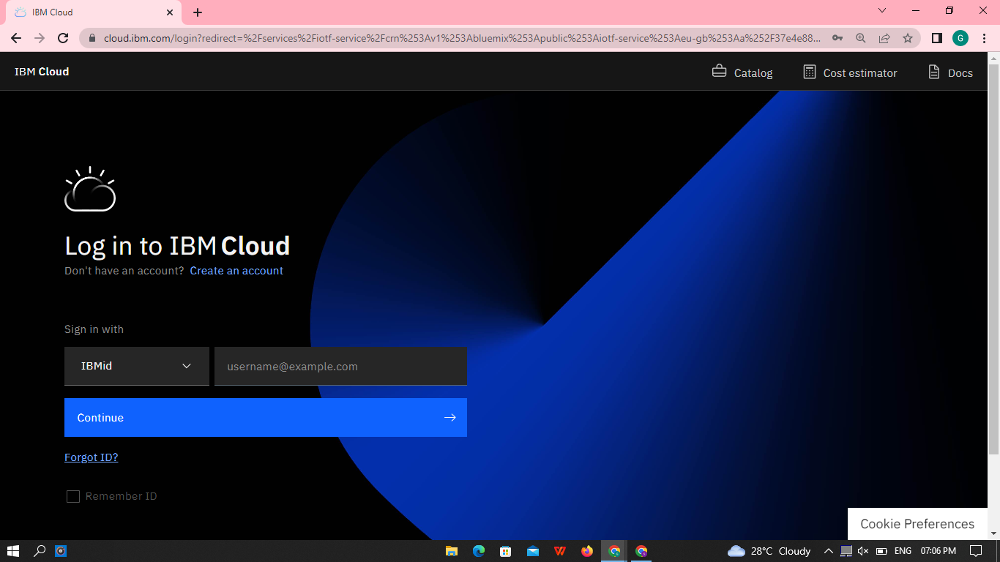 IBM Cloud
cloud.ibm.com/login?redirect=%2Fservices%2Fiotf-service%2Fcrn%253Av1%253Abluemix%253Apublic%253Aiotf-service%253Aeu-gb%253Aa%252F37e4e88...
G
IBM Cloud
Catalog
Cost estimator
Docs
Log in to IBM Cloud
Don't have an account? Create an account
Sign in with
IBMid
username@example.com
Continue
Forgot ID?
Remember ID
Cookie Preferences
28°C Cloudy
ENG
07:06 PM